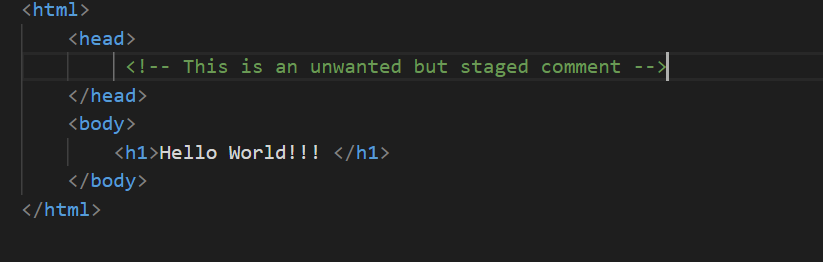 <html>
<head>
<!-- This is an unwanted but staged comment -->
</head>
<body>
<h1>Hello World!!! </h1>
</body>
</html>